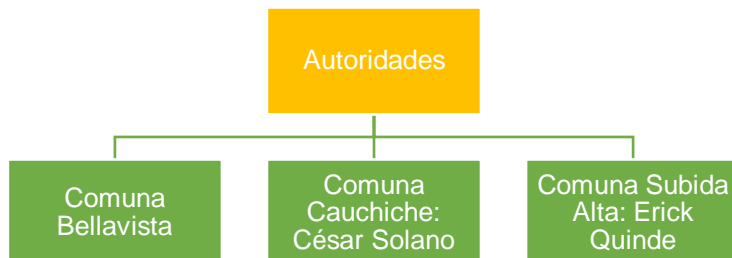 Autoridades
Comuna
Bellavista
Comuna
Cauchiche:
César Solano
Comuna Subida
Alta: Erick
Quinde